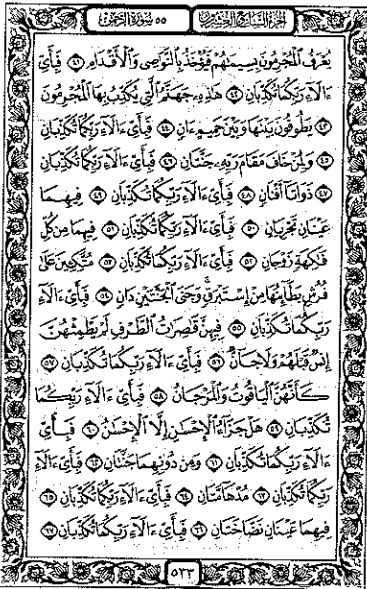 الجزء السابع والعشرون ٥٥ سورة الرحمن
يُعْرَفُ ٱلْمُجْرِمُونَ بِسِيمَٰهُمْ فَيُؤْخَذُ بِٱلنَّوَٰصِى وَٱلْأَقْدَامِ ٤١ فَبِأَىِّ
ءَالَآءِ رَبِّكُمَا تُكَذِّبَانِ ٤٢ هَٰذِهِۦ جَهَنَّمُ ٱلَّتِى يُكَذِّبُ بِهَا ٱلْمُجْرِمُونَ
٤٣ يَطُوفُونَ بَيْنَهَا وَبَيْنَ حَمِيمٍ ءَانٍ ٤٤ فَبِأَىِّ ءَالَآءِ رَبِّكُمَا تُكَذِّبَانِ
٤٥ وَلِمَنْ خَافَ مَقَامَ رَبِّهِۦ جَنَّتَانِ ٤٦ فَبِأَىِّ ءَالَآءِ رَبِّكُمَا تُكَذِّبَانِ
٤٧ ذَوَاتَآ أَفْنَانٍ ٤٨ فَبِأَىِّ ءَالَآءِ رَبِّكُمَا تُكَذِّبَانِ ٤٩ فِيهِمَا
عَيْنَانِ تَجْرِيَانِ ٥٠ فَبِأَىِّ ءَالَآءِ رَبِّكُمَا تُكَذِّبَانِ ٥١ فِيهِمَا مِن كُلِّ
فَٰكِهَةٍ زَوْجَانِ ٥٢ فَبِأَىِّ ءَالَآءِ رَبِّكُمَا تُكَذِّبَانِ ٥٣ مُتَّكِـِٔينَ عَلَىٰ
فُرُشٍۭ بَطَآئِنُهَا مِنْ إِسْتَبْرَقٍ ۚ وَجَنَى ٱلْجَنَّتَيْنِ دَانٍ ٥٤ فَبِأَىِّ ءَالَآءِ
رَبِّكُمَا تُكَذِّبَانِ ٥٥ فِيهِنَّ قَٰصِرَٰتُ ٱلطَّرْفِ لَمْ يَطْمِثْهُنَّ
إِنسٌ قَبْلَهُمْ وَلَا جَآنٌّ ٥٦ فَبِأَىِّ ءَالَآءِ رَبِّكُمَا تُكَذِّبَانِ ٥٧
كَأَنَّهُنَّ ٱلْيَاقُوتُ وَٱلْمَرْجَانُ ٥٨ فَبِأَىِّ ءَالَآءِ رَبِّكُمَا
تُكَذِّبَانِ ٥٩ هَلْ جَزَآءُ ٱلْإِحْسَٰنِ إِلَّا ٱلْإِحْسَٰنُ ٦٠ فَبِأَىِّ
ءَالَآءِ رَبِّكُمَا تُكَذِّبَانِ ٦١ وَمِن دُونِهِمَا جَنَّتَانِ ٦٢ فَبِأَىِّ ءَالَآءِ
رَبِّكُمَا تُكَذِّبَانِ ٦٣ مُدْهَآمَّتَانِ ٦٤ فَبِأَىِّ ءَالَآءِ رَبِّكُمَا تُكَذِّبَانِ ٦٥
فِيهِمَا عَيْنَانِ نَضَّاخَتَانِ ٦٦ فَبِأَىِّ ءَالَآءِ رَبِّكُمَا تُكَذِّبَانِ ٦٧
٥٣٣